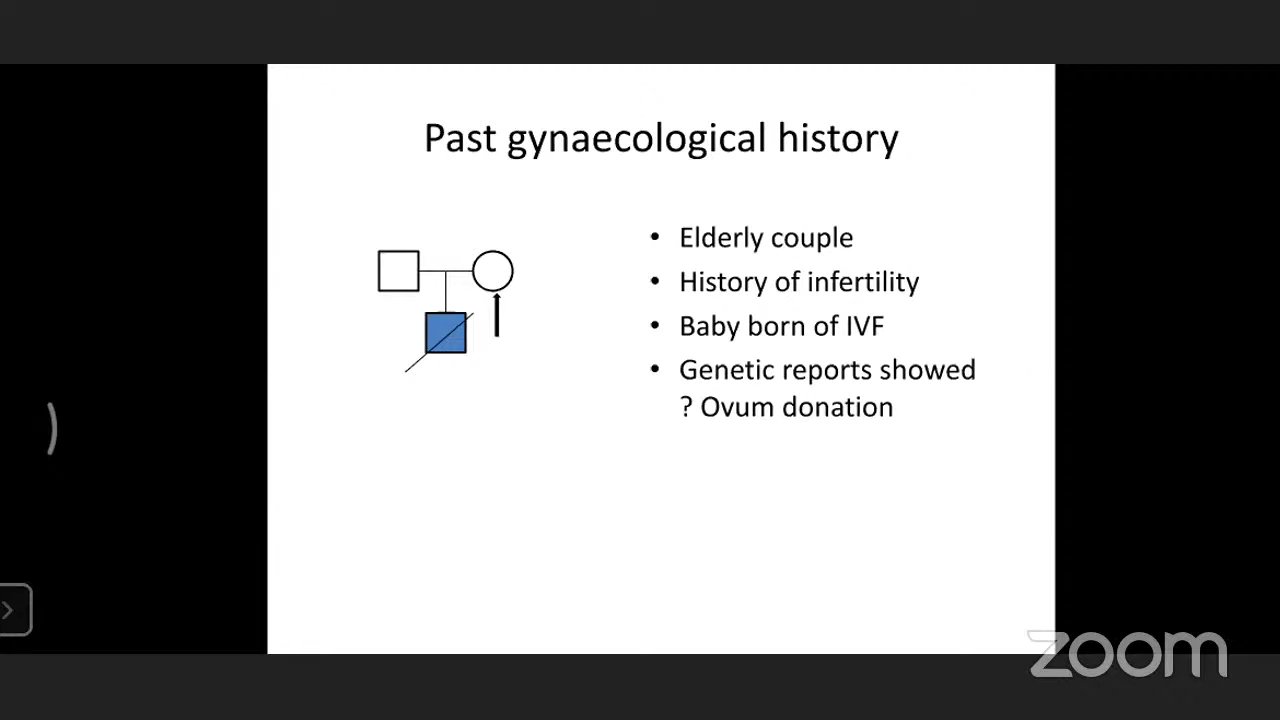 Past gynaecological history
• Elderly couple
• History of infertility
• Baby born of IVF
• Genetic reports showed
? Ovum donation
zoom